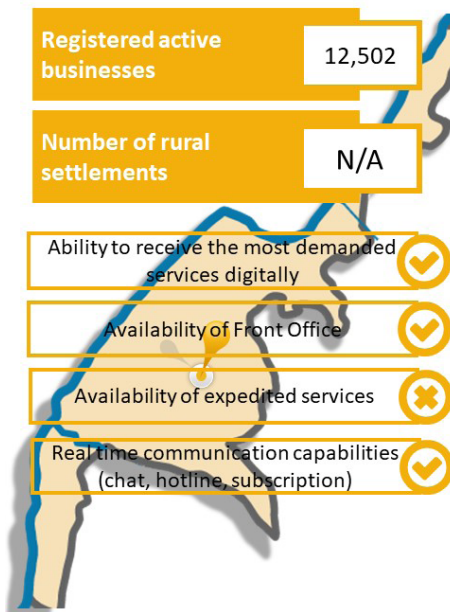 Registered active
businesses
12,502
Number of rural
settlements
N/A
Ability to receive the most demanded
services digitally
Availability of Front Office
Availability of expedited services
Real time communication capabilities
(chat, hotline, subscription)